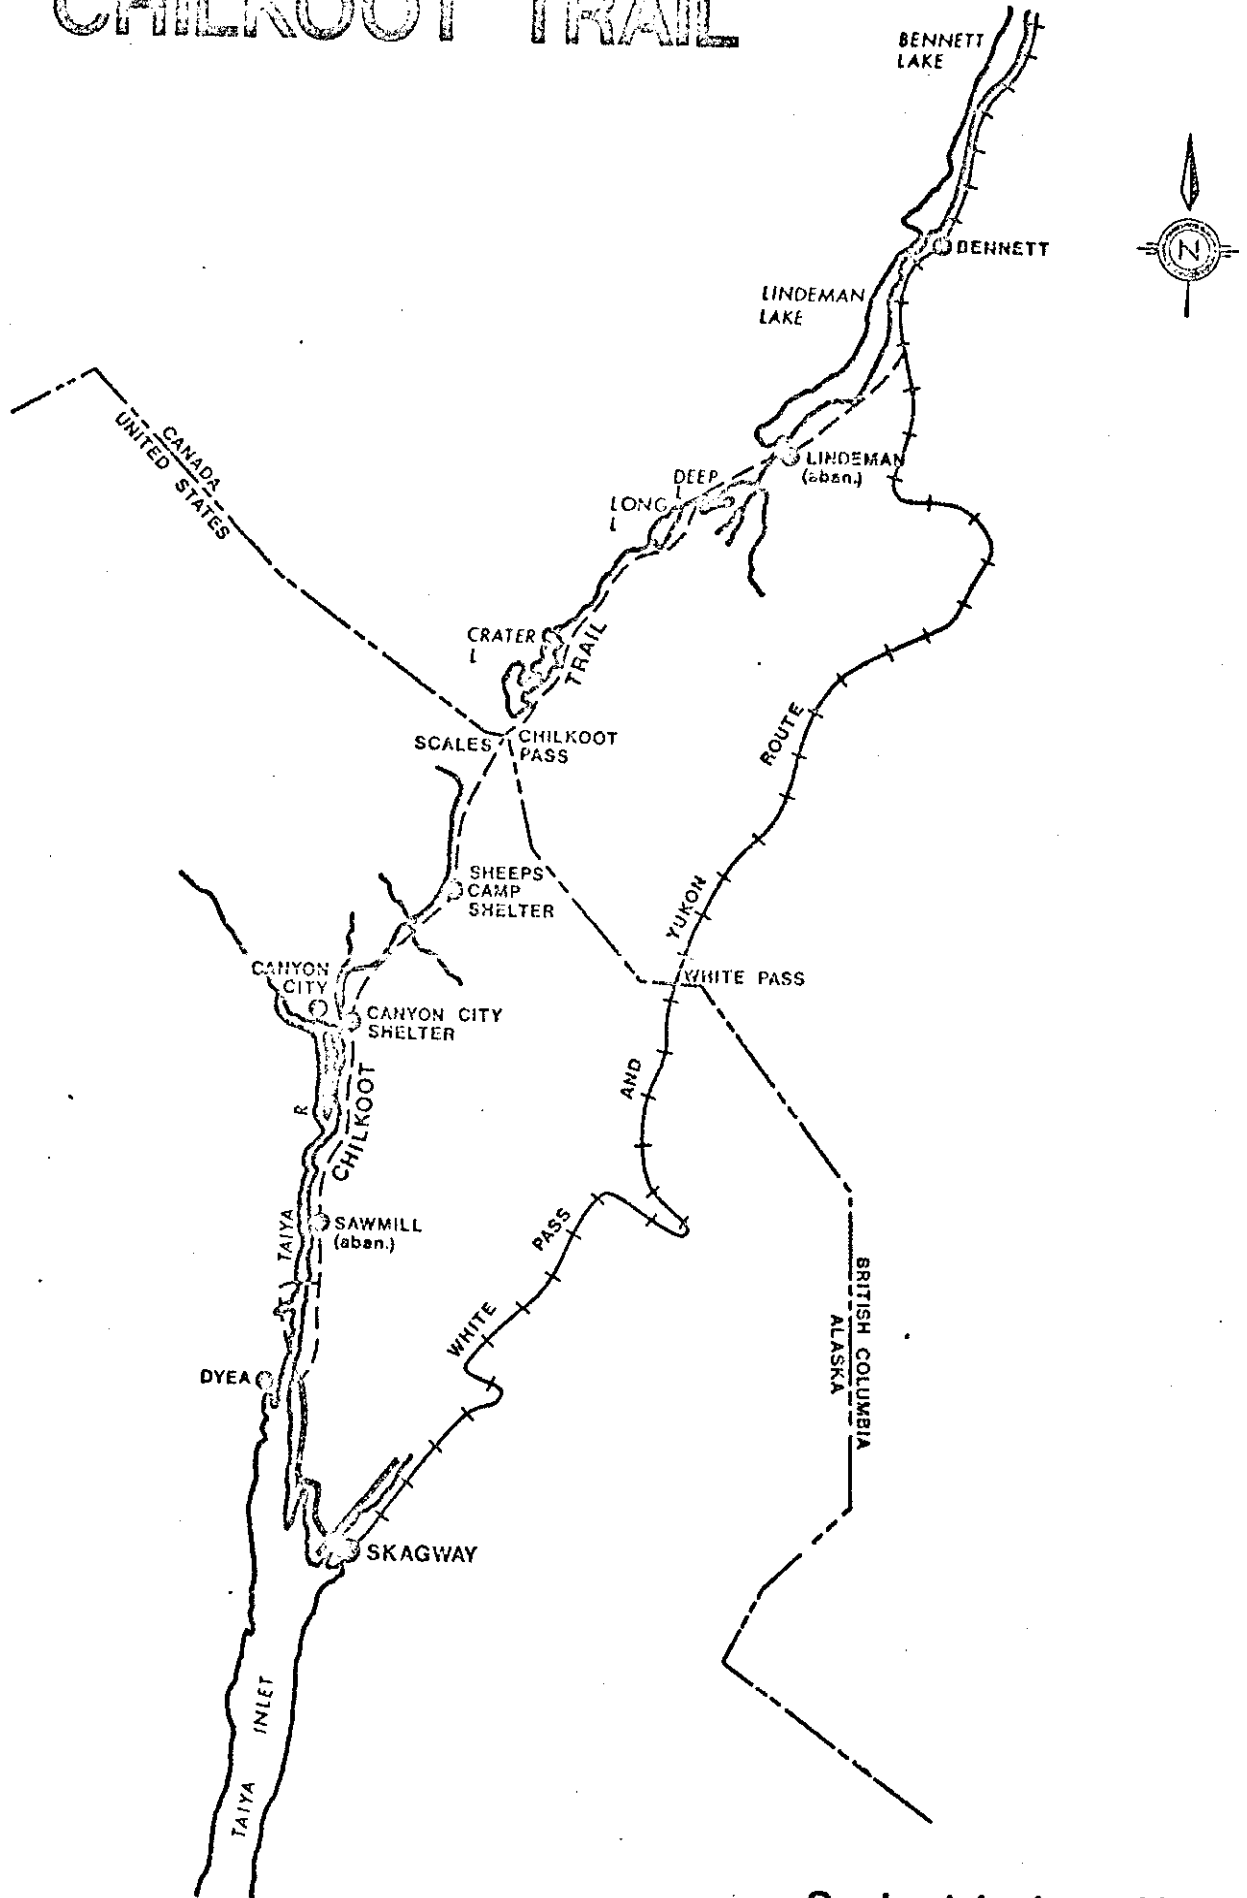 CHILKOOT TRAIL
BENNETT
LAKE
N
BENNETT
LINDEMAN
LAKE
CANADA
UNITED STATES
LINDEMAN
(aban.)
DEEP
L
LONG
L
CRATER
L
TRAIL
SCALES
CHILKOOT
PASS
ROUTE
SHEEPS
CAMP
SHELTER
YUKON
WHITE PASS
CANYON
CITY
CANYON CITY
SHELTER
AND
R
CHILKOOT
TAIYA
SAWMILL
(aban.)
PASS
WHITE
BRITISH COLUMBIA
ALASKA
DYEA
SKAGWAY
TAIYA INLET